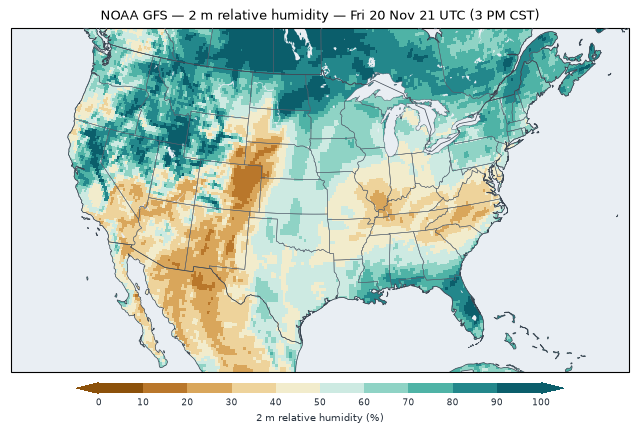 NOAA GFS — 2 m relative humidity — Fri 20 Nov 21 UTC (3 PM CST)
0 10 20 30 40 50 60 70 80 90 100
2 m relative humidity (%)